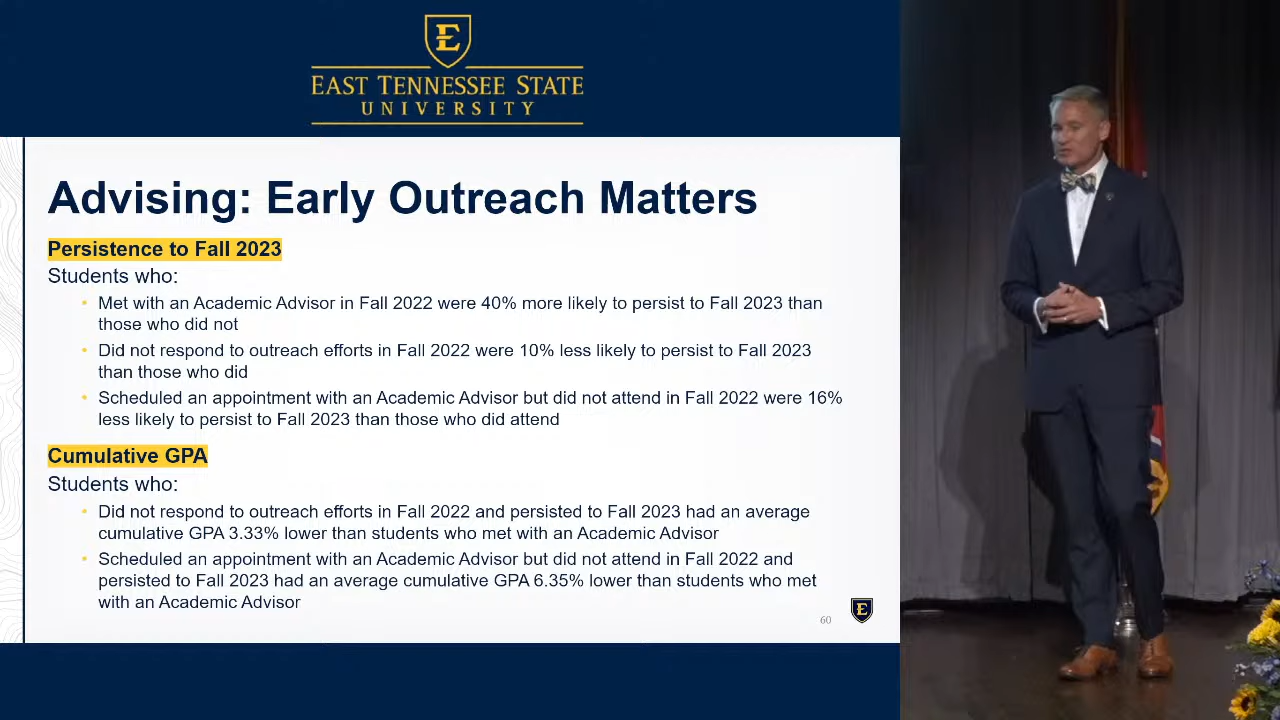 E
EAST TENNESSEE STATE
UNIVERSITY
Advising: Early Outreach Matters
Persistence to Fall 2023
Students who:
• Met with an Academic Advisor in Fall 2022 were 40% more likely to persist to Fall 2023 than
those who did not
• Did not respond to outreach efforts in Fall 2022 were 10% less likely to persist to Fall 2023
than those who did
• Scheduled an appointment with an Academic Advisor but did not attend in Fall 2022 were 16%
less likely to persist to Fall 2023 than those who did attend
Cumulative GPA
Students who:
• Did not respond to outreach efforts in Fall 2022 and persisted to Fall 2023 had an average
cumulative GPA 3.33% lower than students who met with an Academic Advisor
• Scheduled an appointment with an Academic Advisor but did not attend in Fall 2022 and
persisted to Fall 2023 had an average cumulative GPA 6.35% lower than students who met
with an Academic Advisor
60
E